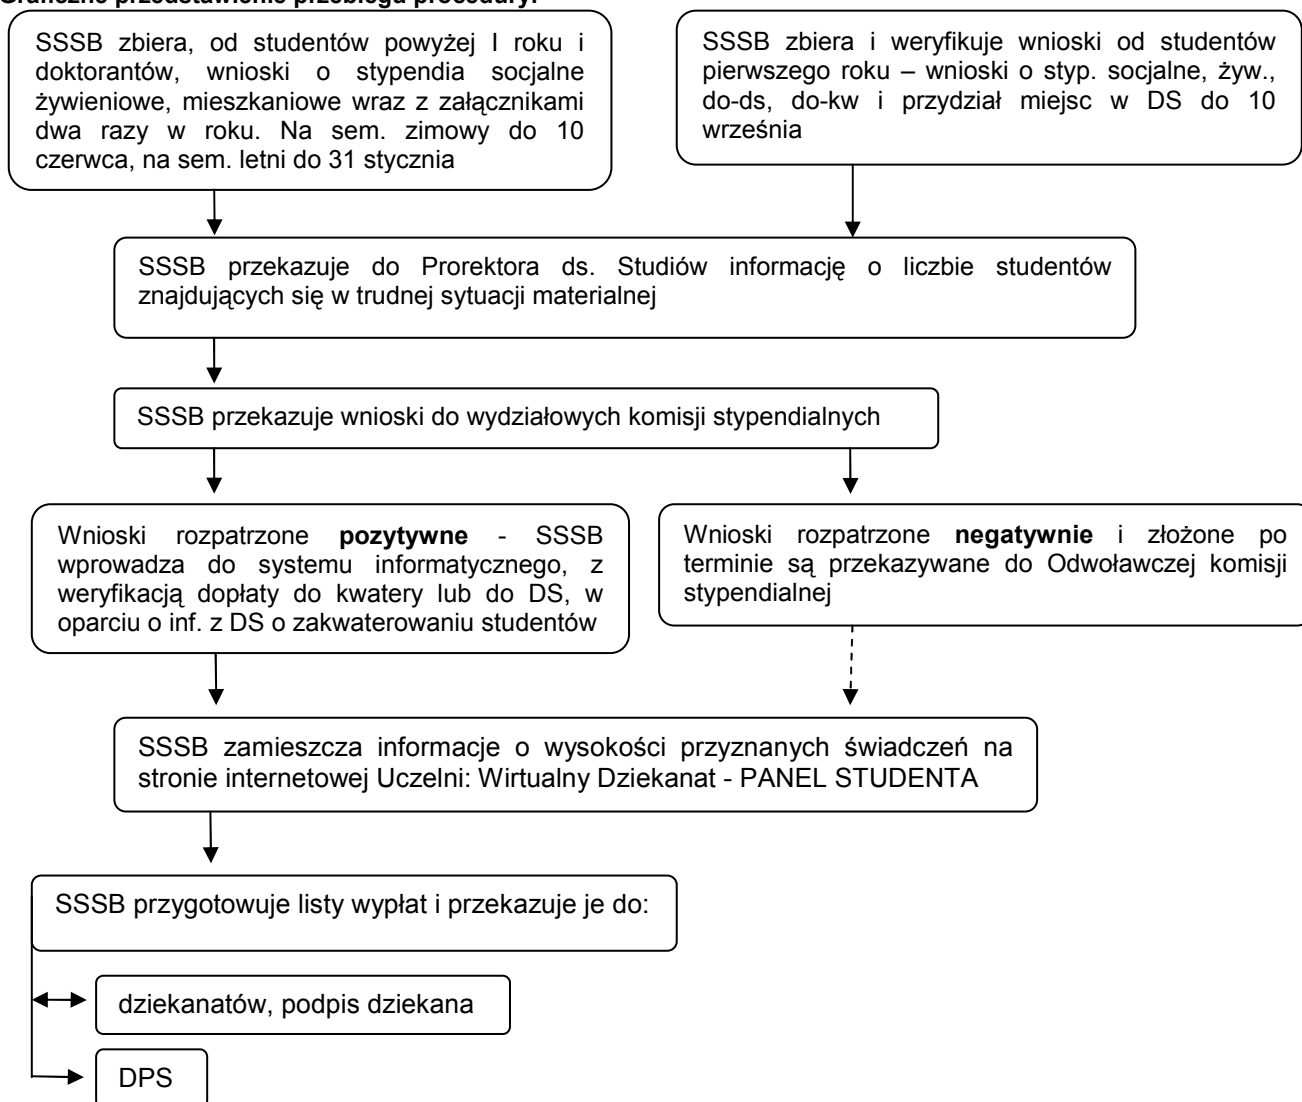 Graficzne przedstawienie przebiegu procedury:
SSSB zbiera, od studentów powyżej I roku i
doktorantów, wnioski o stypendia socjalne
żywieniowe, mieszkaniowe wraz z załącznikami
dwa razy w roku. Na sem. zimowy do 10
czerwca, na sem. letni do 31 stycznia
SSSB zbiera i weryfikuje wnioski od studentów
pierwszego roku – wnioski o styp. socjalne, żyw.,
do-ds, do-kw i przydział miejsc w DS do 10
września
SSSB przekazuje do Prorektora ds. Studiów informację o liczbie studentów
znajdujących się w trudnej sytuacji materialnej
SSSB przekazuje wnioski do wydziałowych komisji stypendialnych
Wnioski rozpatrzone pozytywne - SSSB
wprowadza do systemu informatycznego, z
weryfikacją dopłaty do kwatery lub do DS, w
oparciu o inf. z DS o zakwaterowaniu studentów
Wnioski rozpatrzone negatywnie i złożone po
terminie są przekazywane do Odwoławczej komisji
stypendialnej
SSSB zamieszcza informacje o wysokości przyznanych świadczeń na
stronie internetowej Uczelni: Wirtualny Dziekanat - PANEL STUDENTA
SSSB przygotowuje listy wypłat i przekazuje je do:
dziekanatów, podpis dziekana
DPS